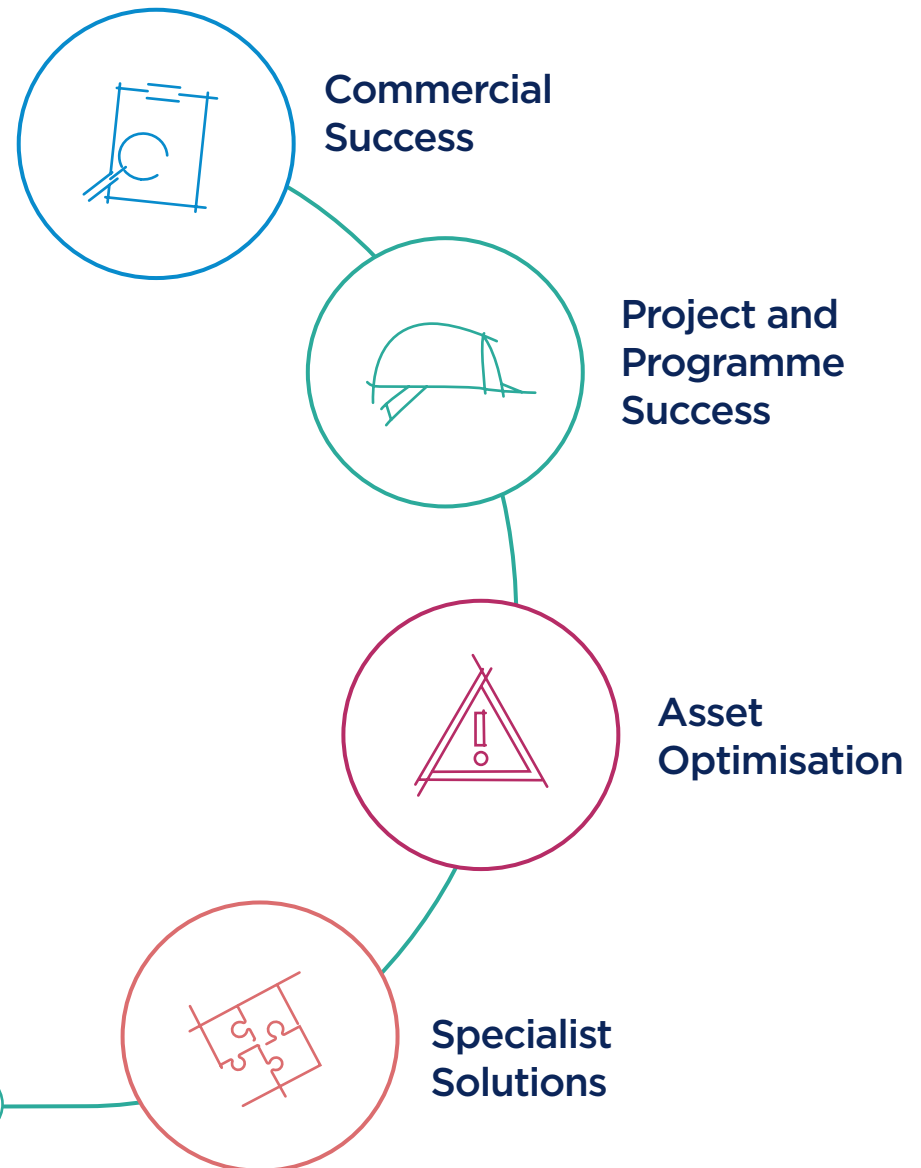 Commercial
Success
Project and
Programme
Success
Asset
Optimisation
Specialist
Solutions